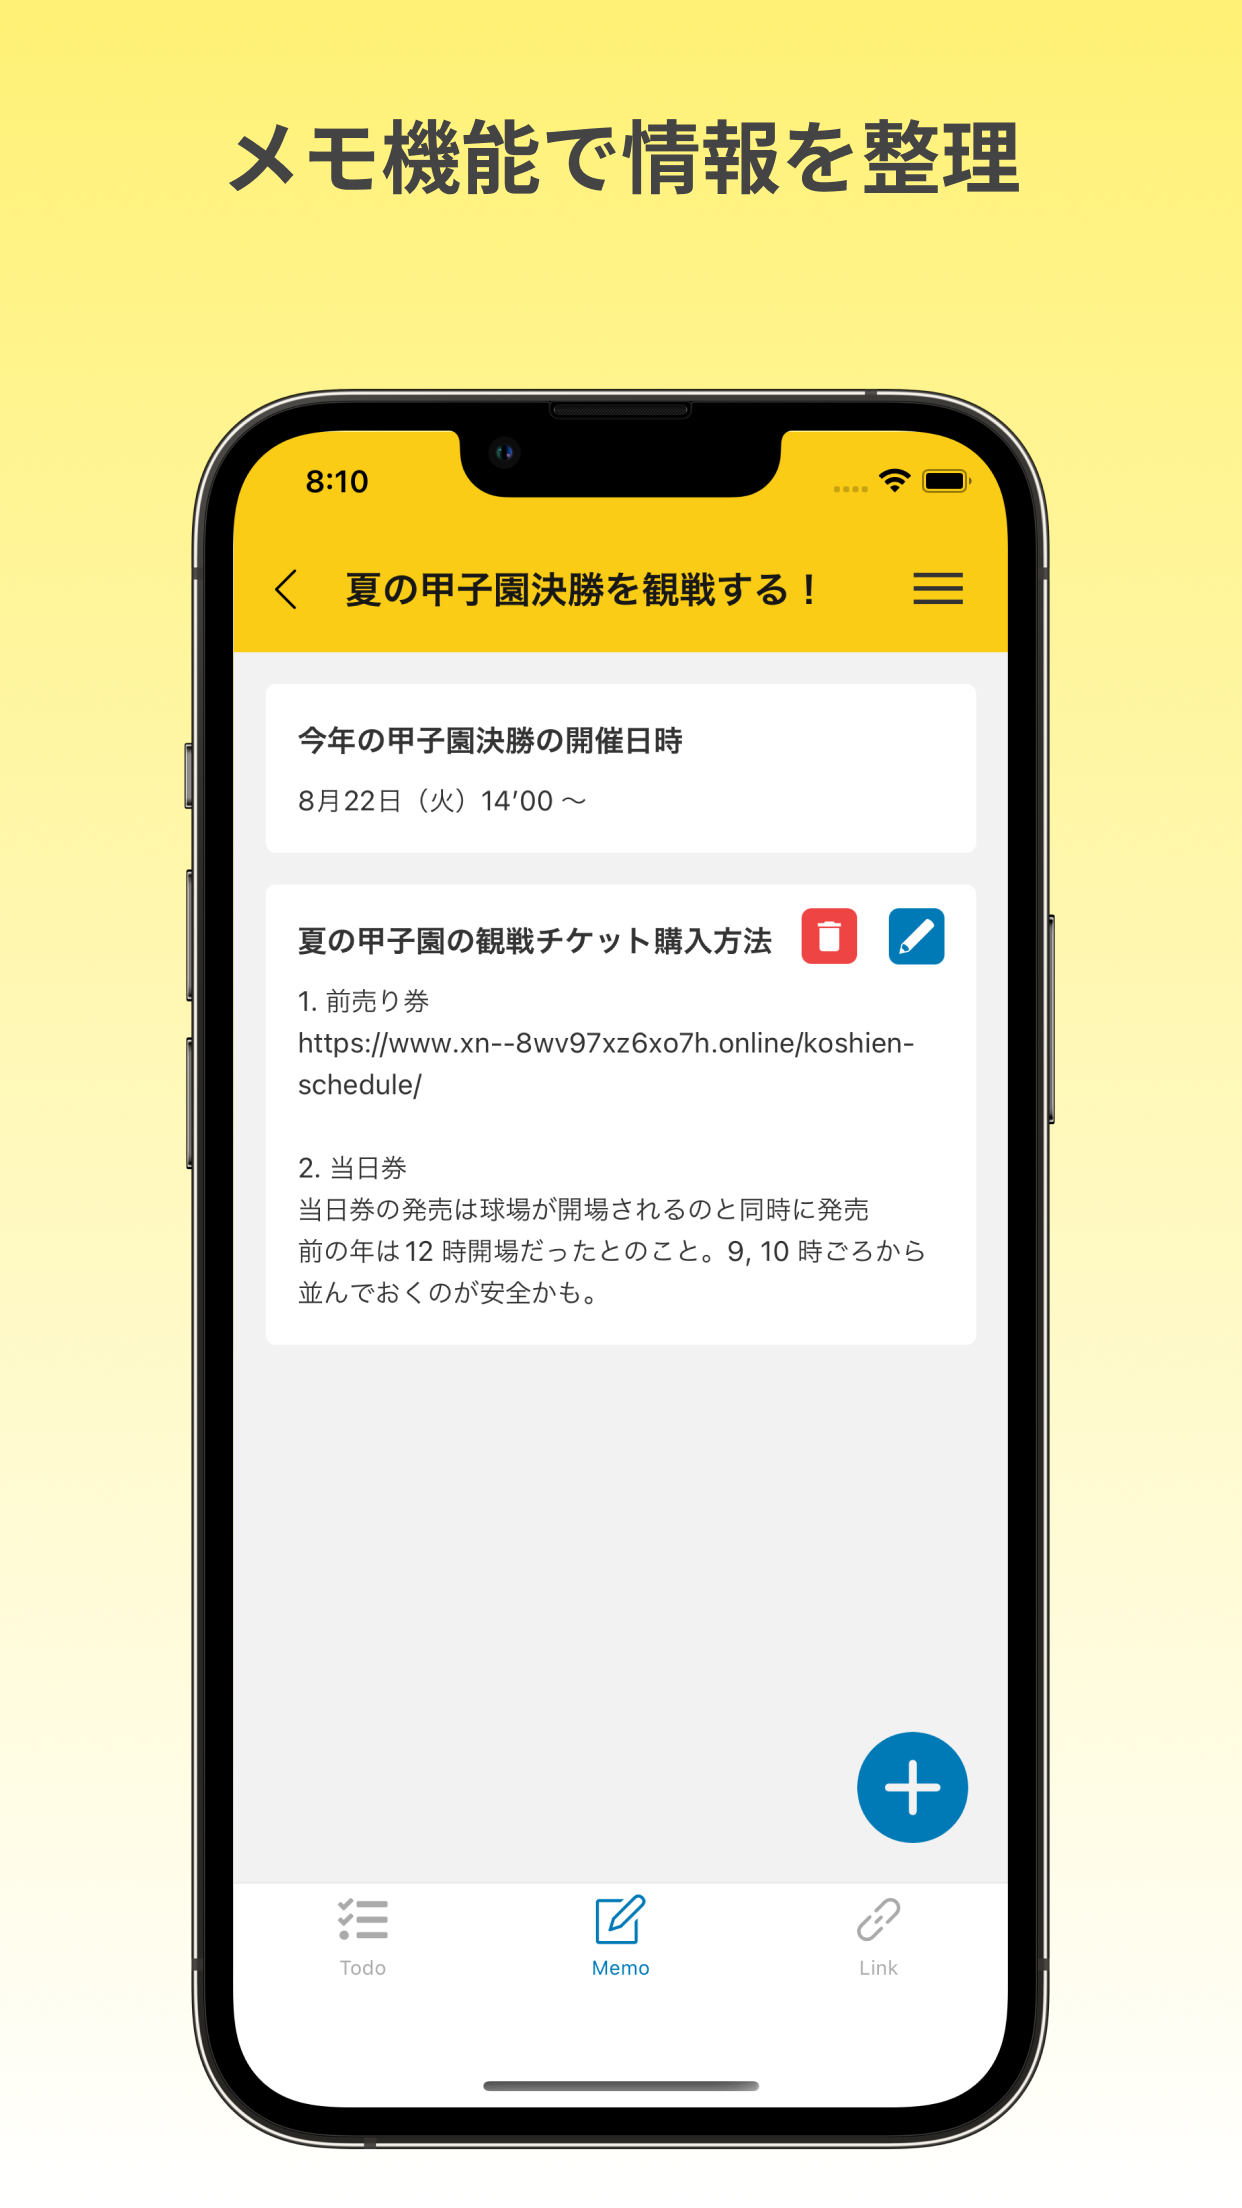 メモ機能で情報を整理
8:10
夏の甲子園決勝を観戦する！
今年の甲子園決勝の開催日時
8月22日（火）14’00 〜
夏の甲子園の観戦チケット購入方法
1. 前売り券
https://www.xn--8wv97xz6xo7h.online/koshien-
schedule/
2. 当日券
当日券の発売は球場が開場されるのと同時に発売
前の年は12 時開場だったとのこと。9, 10 時ごろから
並んでおくのが安全かも。
Todo
Memo
Link